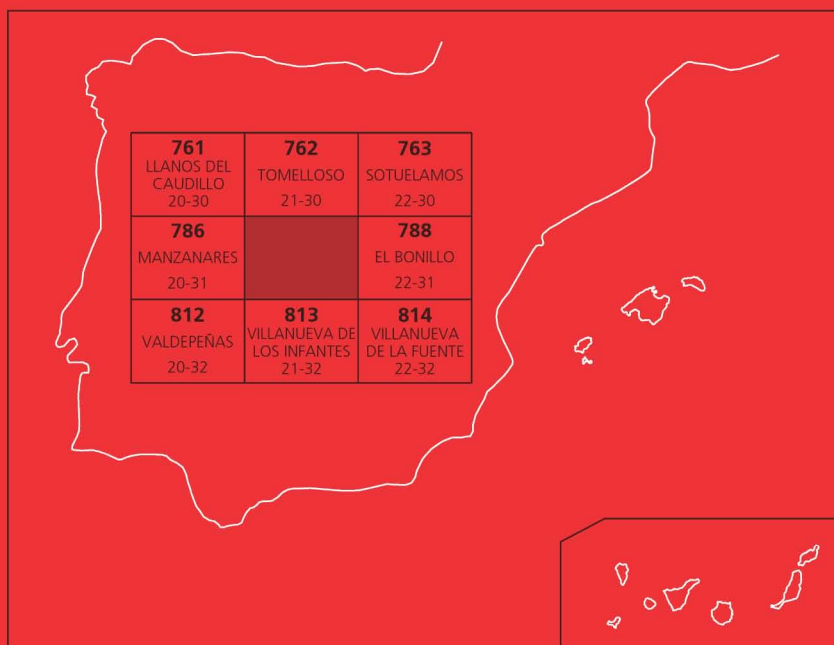 761
LLANOS DEL
CAUDILLO
20-30
762
TOMELLOSO
21-30
763
SOTUELAMOS
22-30
786
MANZANARES
20-31
788
EL BONILLO
22-31
812
VALDEPEÑAS
20-32
813
VILLANUEVA DE
LOS INFANTES
21-32
814
VILLANUEVA
DE LA FUENTE
22-32